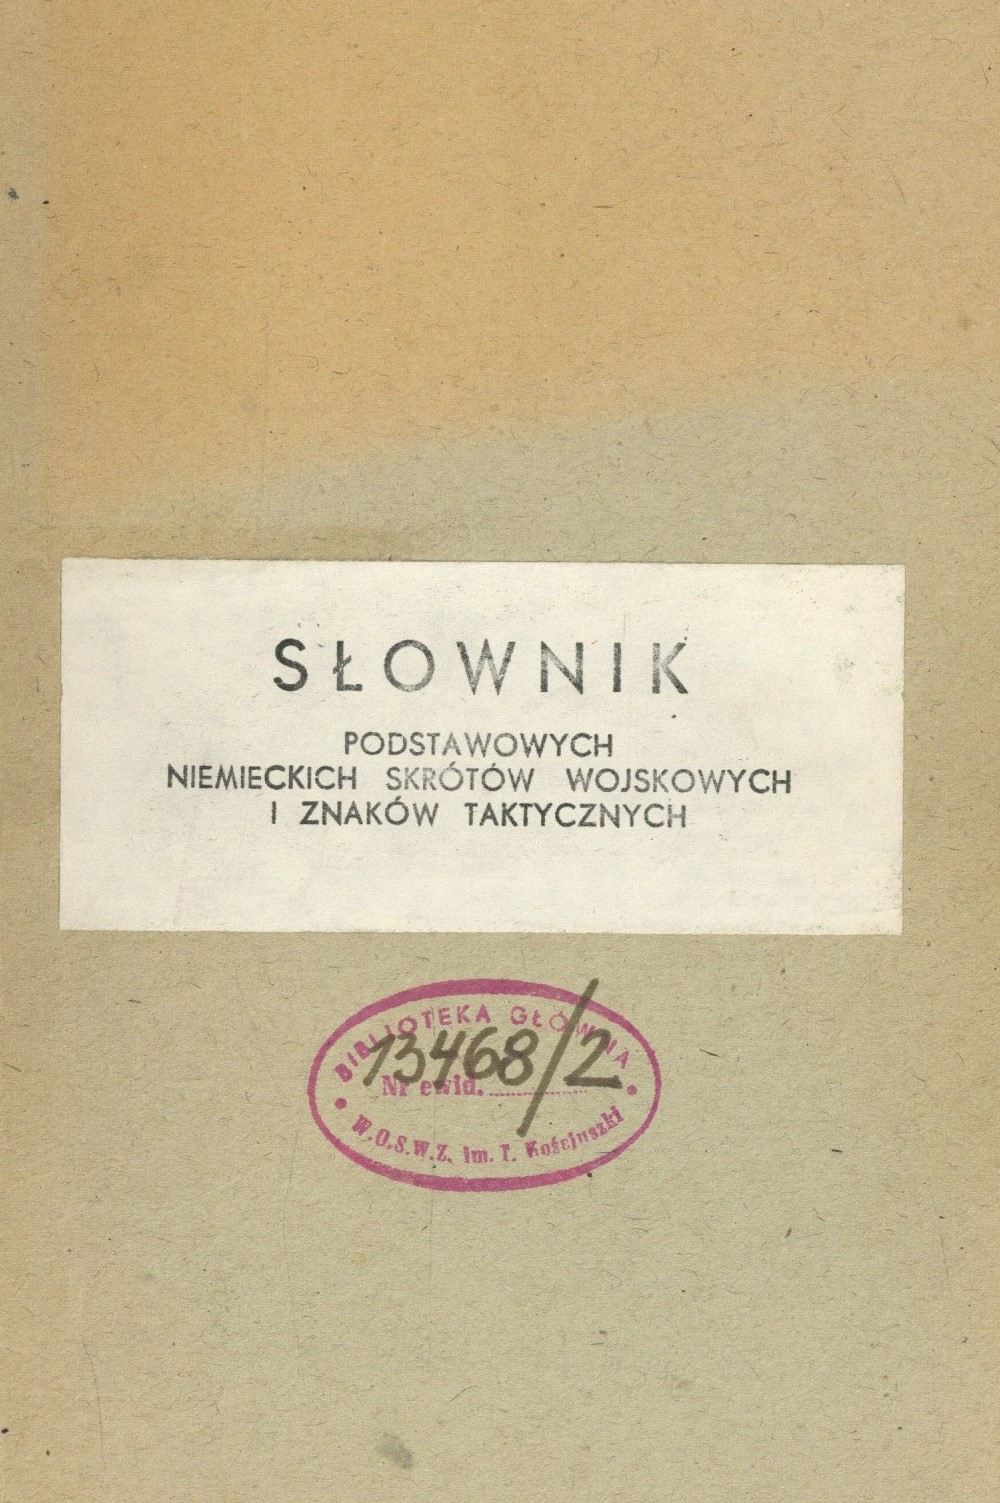 SŁOWNIK
PODSTAWOWYCH
NIEMIECKICH SKRÓTÓW WOJSKOWYCH
I ZNAKÓW TAKTYCZNYCH
BIBLIOTEKA GŁÓWNA
13468/2
Nr ewid.
W.O.S.W.Z. im. T. Kościuszki